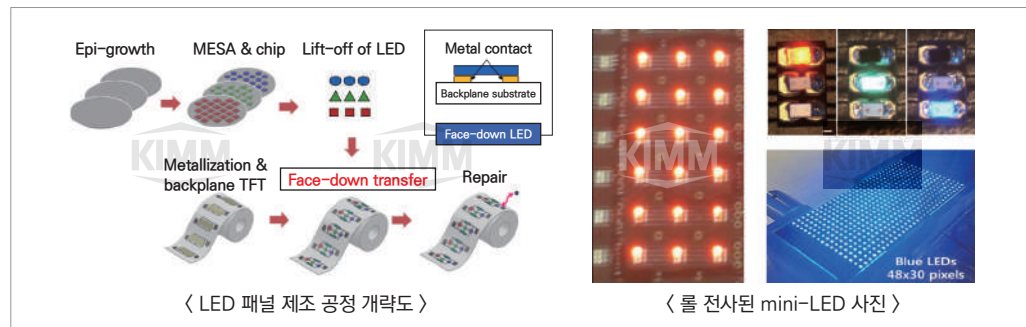 Epi-growth
MESA & chip
Lift-off of LED
Metal contact
Backplane substrate
Face-down LED
KIMM
KIMM
KIMM
KIMM
Metallization &
backplane TFT
Face-down transfer
Repair
Blue LEDs
48x30 pixels
〈 LED 패널 제조 공정 개략도 〉
〈 롤 전사된 mini-LED 사진 〉